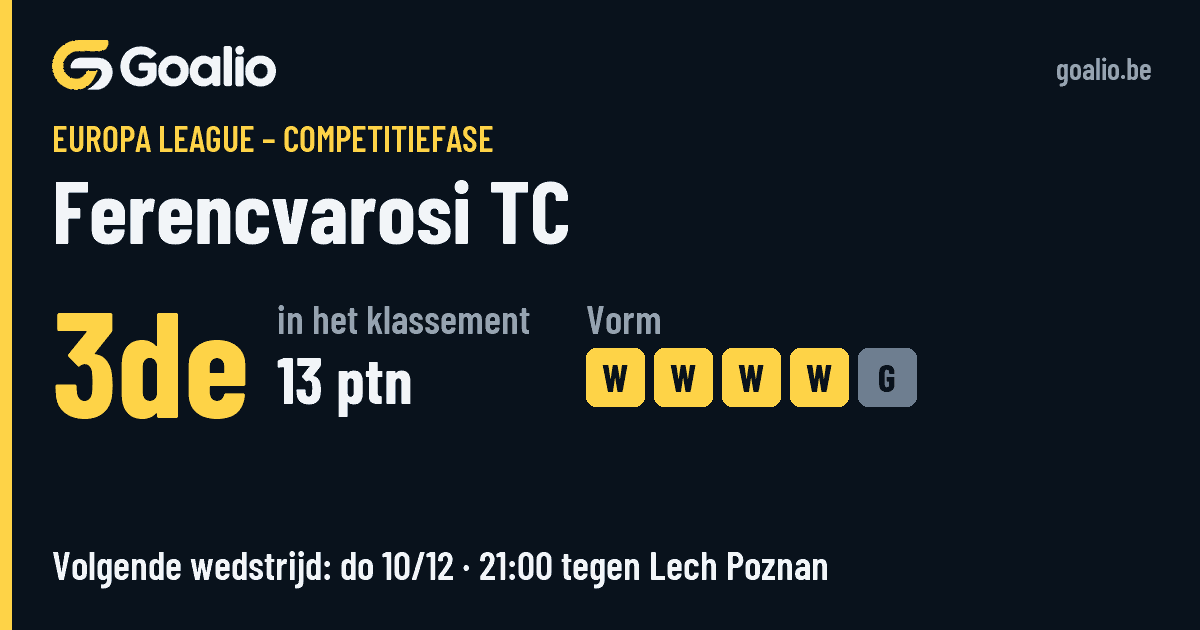 Goalio
goalio.be
EUROPA LEAGUE – COMPETITIEFASE
Ferencvarosi TC
3de
in het klassement
13 ptn
Vorm
W W W W G
Volgende wedstrijd: do 10/12 · 21:00 tegen Lech Poznan